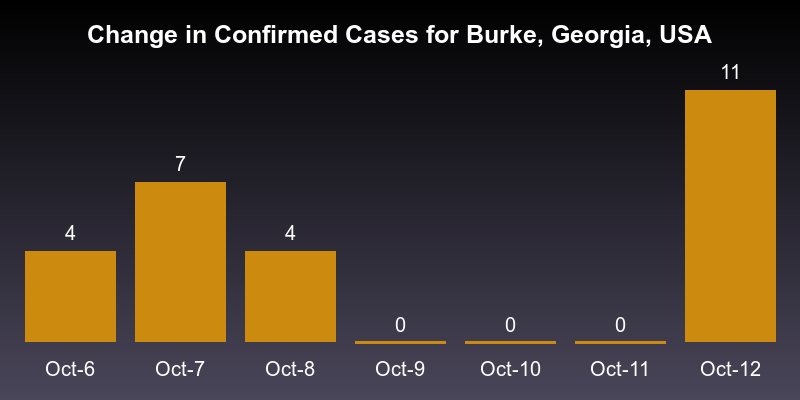 Change in Confirmed Cases for Burke, Georgia, USA
11
7
4
4
0
0
0
Oct-6
Oct-7
Oct-8
Oct-9
Oct-10
Oct-11
Oct-12